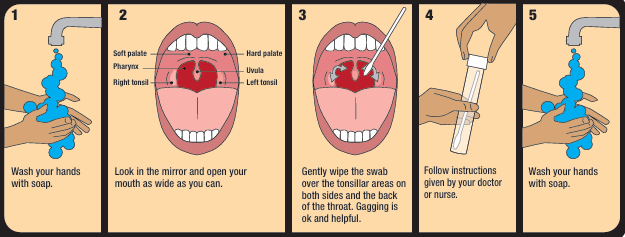 1
Wash your hands
with soap.
2
Soft palate
Hard palate
Pharynx
Uvula
Right tonsil
Left tonsil
Look in the mirror and open your
mouth as wide as you can.
3
Gently wipe the swab
over the tonsillar areas on
both sides and the back
of the throat. Gagging is
ok and helpful.
4
Follow instructions
given by your doctor
or nurse.
5
Wash your hands
with soap.